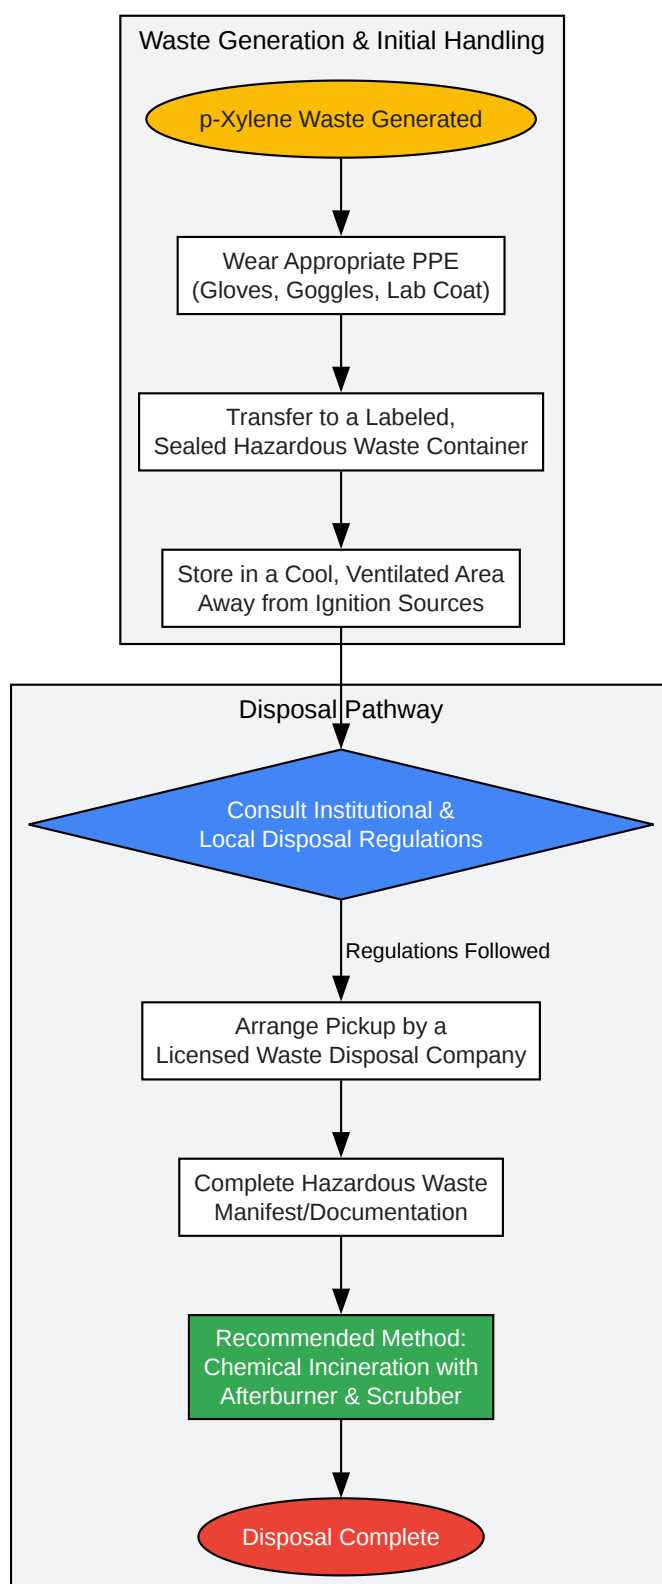 Waste Generation & Initial Handling
p-Xylene Waste Generated
Wear Appropriate PPE
(Gloves, Goggles, Lab Coat)
Transfer to a Labeled,
Sealed Hazardous Waste Container
Store in a Cool, Ventilated Area
Away from Ignition Sources
Disposal Pathway
Consult Institutional &
Local Disposal Regulations
Regulations Followed
Arrange Pickup by a
Licensed Waste Disposal Company
Complete Hazardous Waste
Manifest/Documentation
Recommended Method:
Chemical Incineration with
Afterburner & Scrubber
Disposal Complete